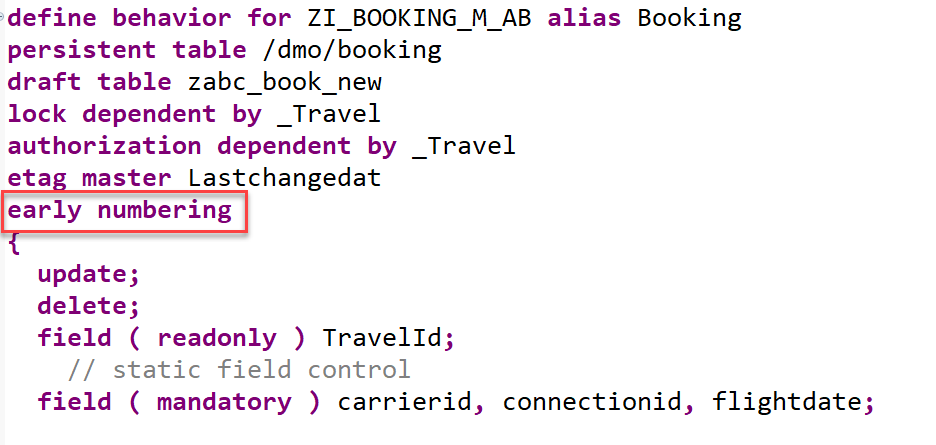 define behavior for ZI_BOOKING_M_AB alias Booking
persistent table /dmo/booking
draft table zabc_book_new
lock dependent by _Travel
authorization dependent by _Travel
etag master Lastchangedat
early numbering
{
update;
delete;
field ( readonly ) TravelId;
// static field control
field ( mandatory ) carrierid, connectionid, flightdate;